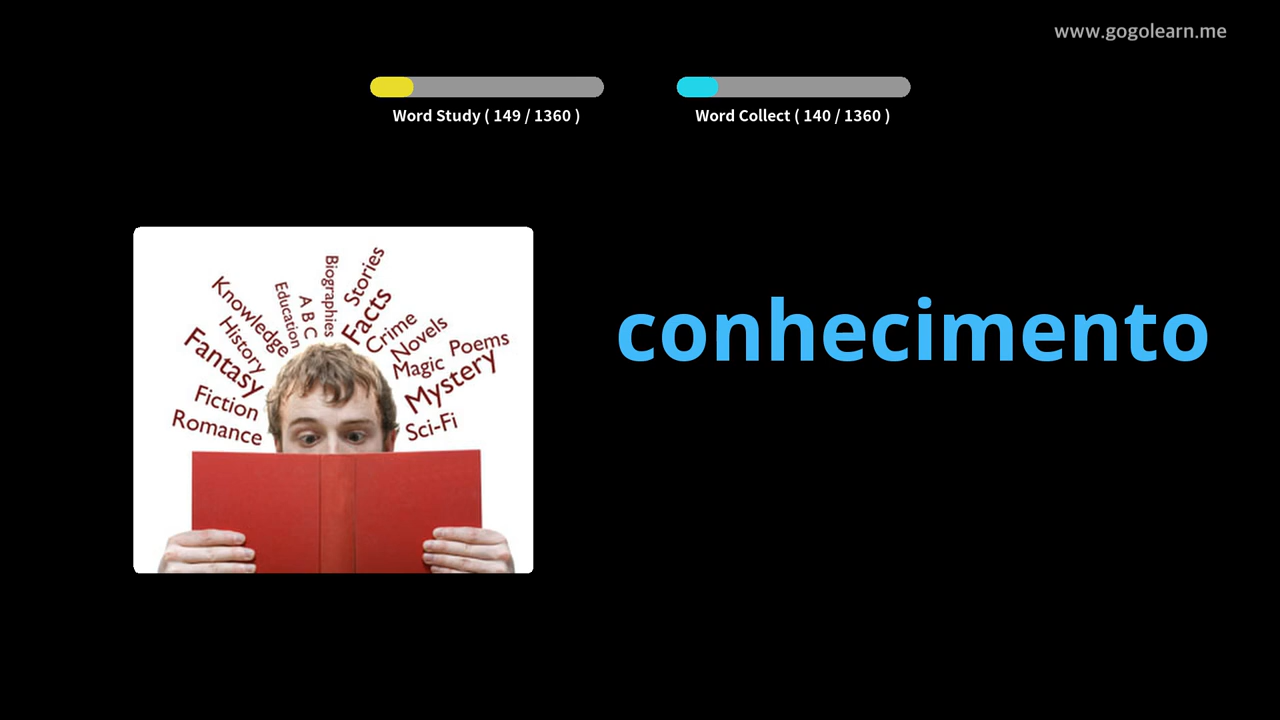 www.gogolearn.me
Word Study ( 149 / 1360 )
Word Collect ( 140 / 1360 )
conhecimento
Romance
Fiction
Fantasy
History
Knowledge
Education
A B C
Biographies
Stories
Facts
Crime
Novels
Magic
Poems
Mystery
Sci-Fi